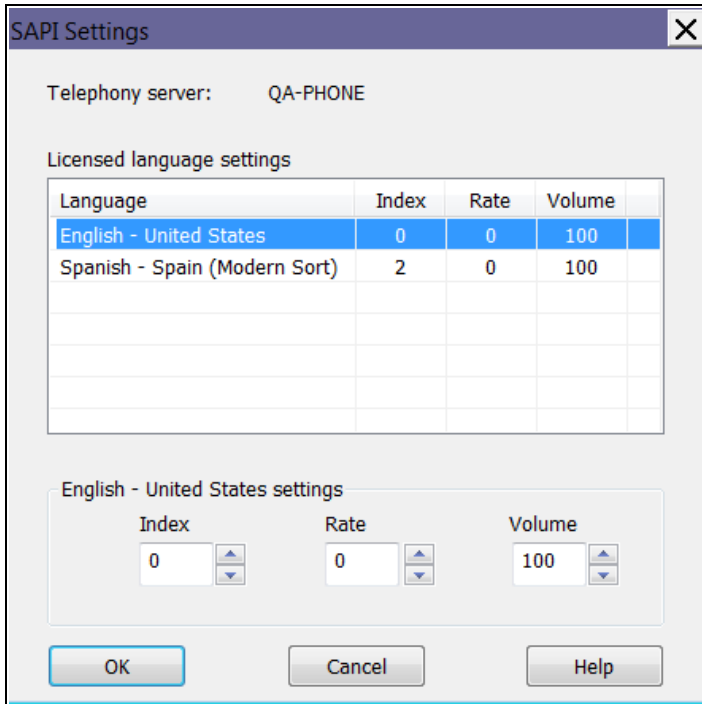 SAPI Settings
Telephony server: QA-PHONE
Licensed language settings
Language Index Rate Volume
English - United States 0 0 100
Spanish - Spain (Modern Sort) 2 0 100
English - United States settings
Index Rate Volume
0 0 100
OK Cancel Help